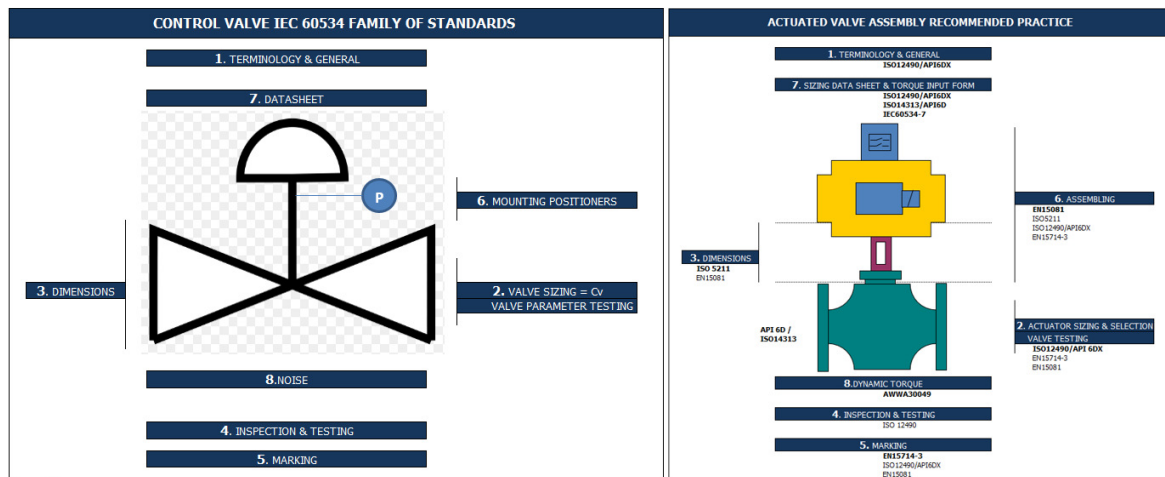 CONTROL VALVE IEC 60534 FAMILY OF STANDARDS
1. TERMINOLOGY & GENERAL
7. DATASHEET
P
6. MOUNTING POSITIONERS
3. DIMENSIONS
2. VALVE SIZING = Cv
VALVE PARAMETER TESTING
8.NOISE
4. INSPECTION & TESTING
5. MARKING
ACTUATED VALVE ASSEMBLY RECOMMENDED PRACTICE
1. TERMINOLOGY & GENERAL
ISO12490/API6DX
7. SIZING DATA SHEET & TORQUE INPUT FORM
ISO12490/API6DX
ISO14313/API6D
IEC60534-7
6. ASSEMBLING
EN15081
ISO5211
ISO12490/API6DX
EN15714-3
3. DIMENSIONS
ISO 5211
EN15081
API 6D /
ISO14313
2. ACTUATOR SIZING & SELECTION
VALVE TESTING
ISO12490/API 6DX
EN15714-3
EN15081
8.DYNAMIC TORQUE
AWWA30049
4. INSPECTION & TESTING
ISO 12490
5. MARKING
EN15714-3
ISO12490/API6DX
EN15081